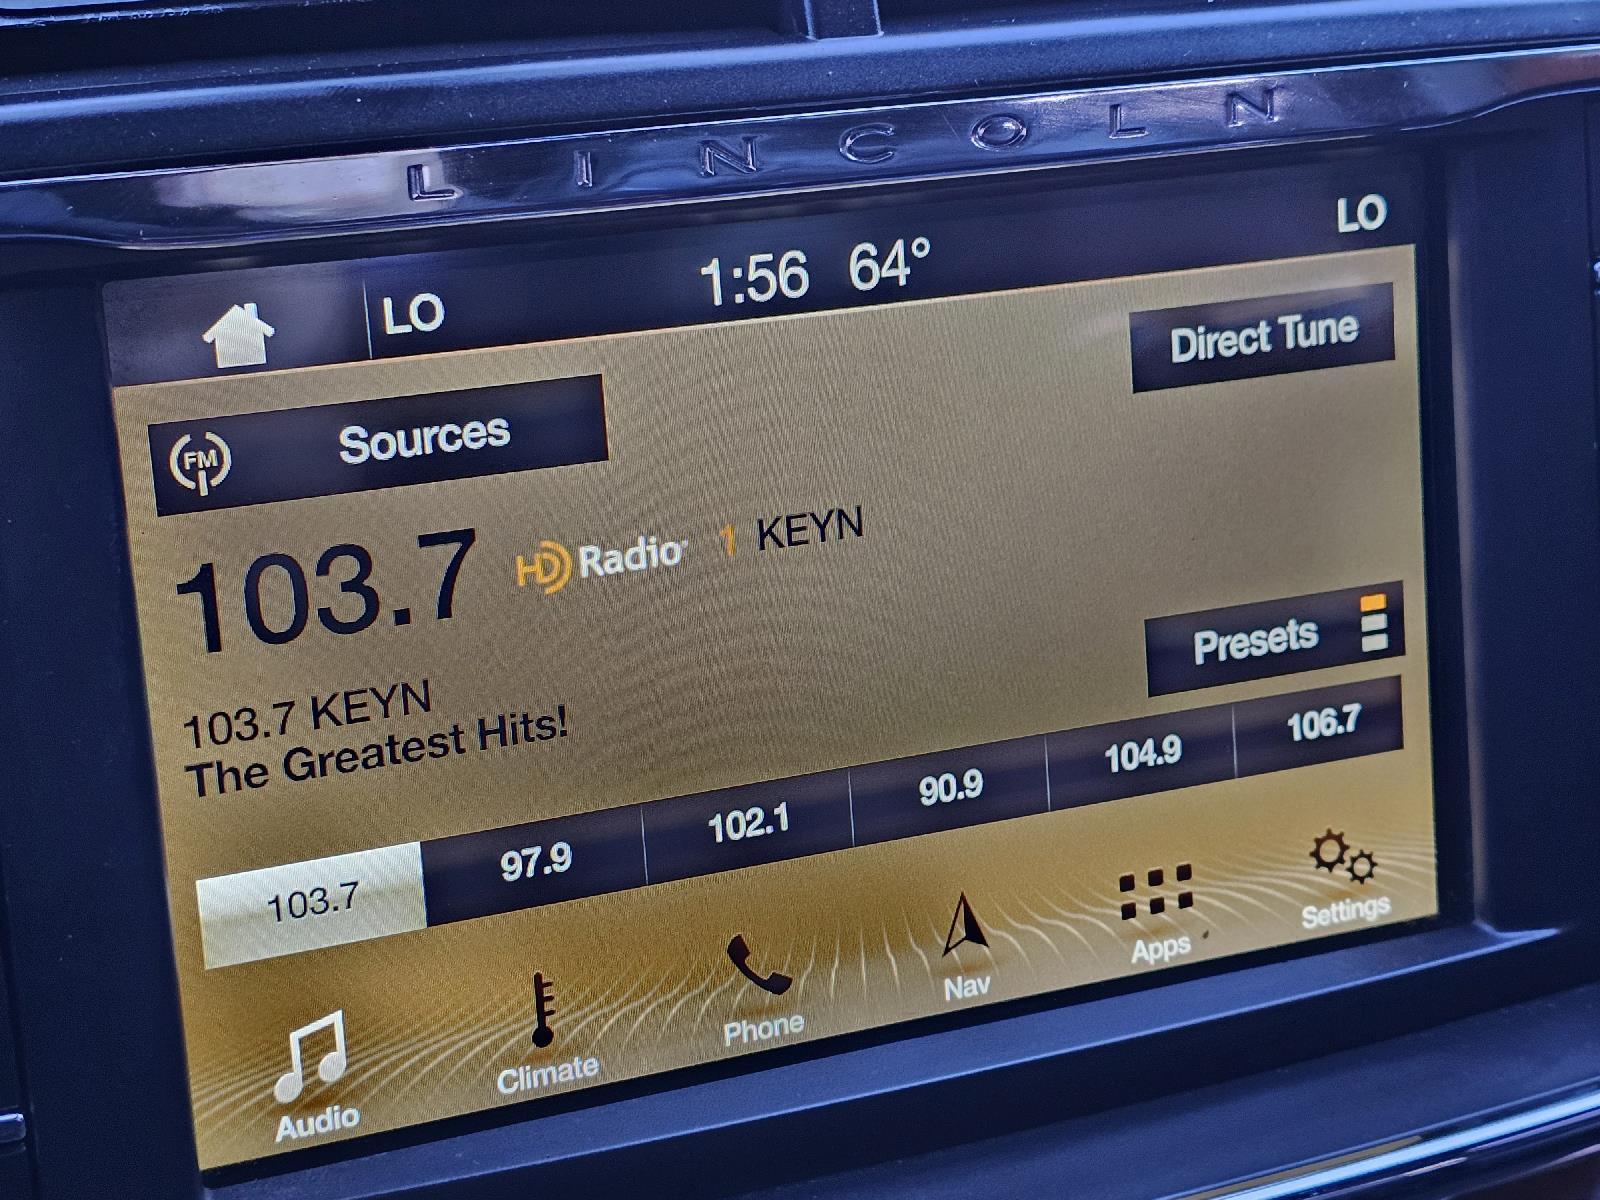 LINCOLN
LO 1:56 64° LO
Direct Tune
FM Sources
103.7 HD Radio 1 KEYN
Presets
103.7 KEYN
The Greatest Hits!
103.7 97.9 102.1 90.9 104.9 106.7
Audio Climate Phone Nav Apps Settings